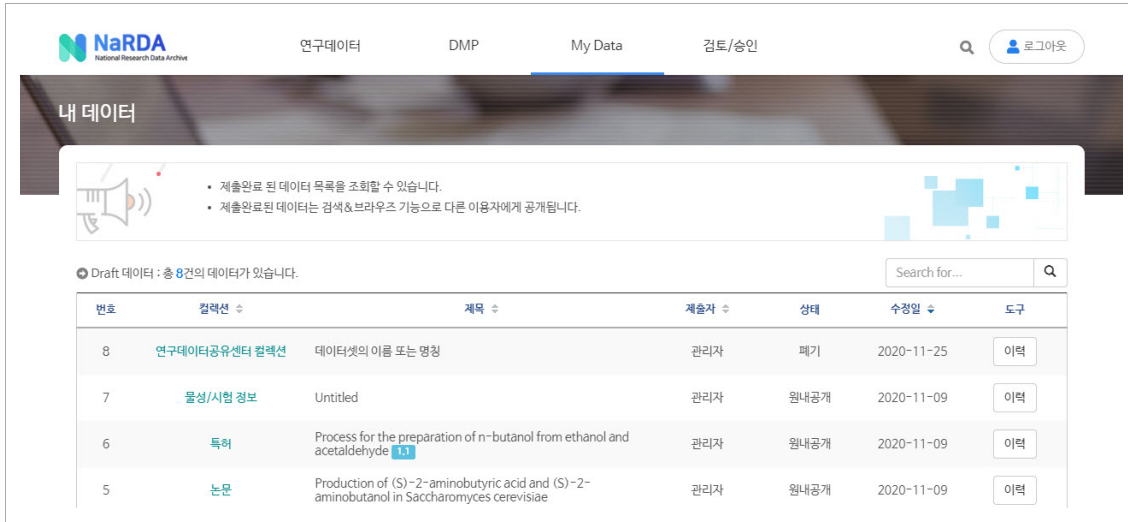 NaRDA
National Research Data Archive
연구데이터
DMP
My Data
검토/승인
로그아웃
내 데이터
• 제출완료 된 데이터 목록을 조회할 수 있습니다.
• 제출완료된 데이터는 검색&브라우즈 기능으로 다른 이용자에게 공개됩니다.
Draft 데이터 : 총 8건의 데이터가 있습니다.
Search for...
번호 컬렉션 제목 제출자 상태 수정일 도구
8 연구데이터공유센터 컬렉션 데이터셋의 이름 또는 명칭 관리자 폐기 2020-11-25 이력
7 물성/시험 정보 Untitled 관리자 원내공개 2020-11-09 이력
6 특허 Process for the preparation of n-butanol from ethanol and
acetaldehyde 1.1 관리자 원내공개 2020-11-09 이력
5 논문 Production of (S)-2-aminobutyric acid and (S)-2-
aminobutanol in Saccharomyces cerevisiae 관리자 원내공개 2020-11-09 이력